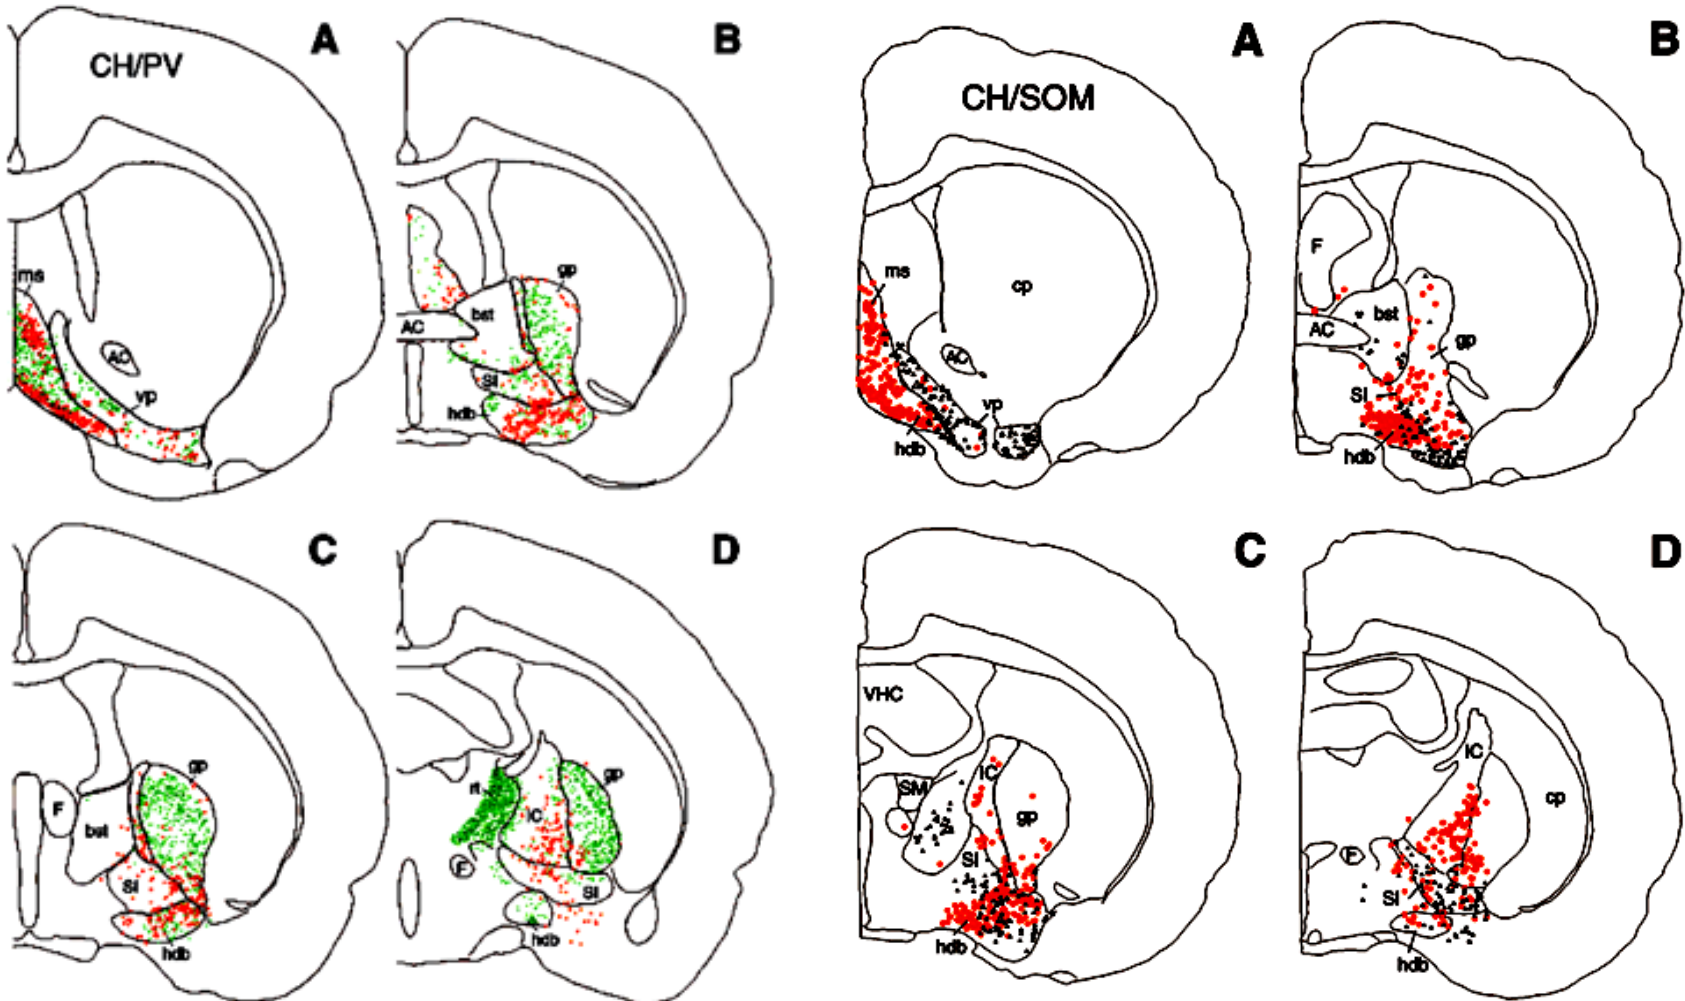 CH/PV
A
ms
AC
vp
B
gp
bst
AC
SI
hdb
CH/SOM
A
ms
cp
AC
vp
hdb
B
F
bst
AC
gp
SI
hdb
C
gp
F
bst
SI
hdb
D
rt
gp
IC
F
SI
hdb
C
VHC
IC
SM
gp
SI
hdb
D
IC
cp
F
SI
hdb